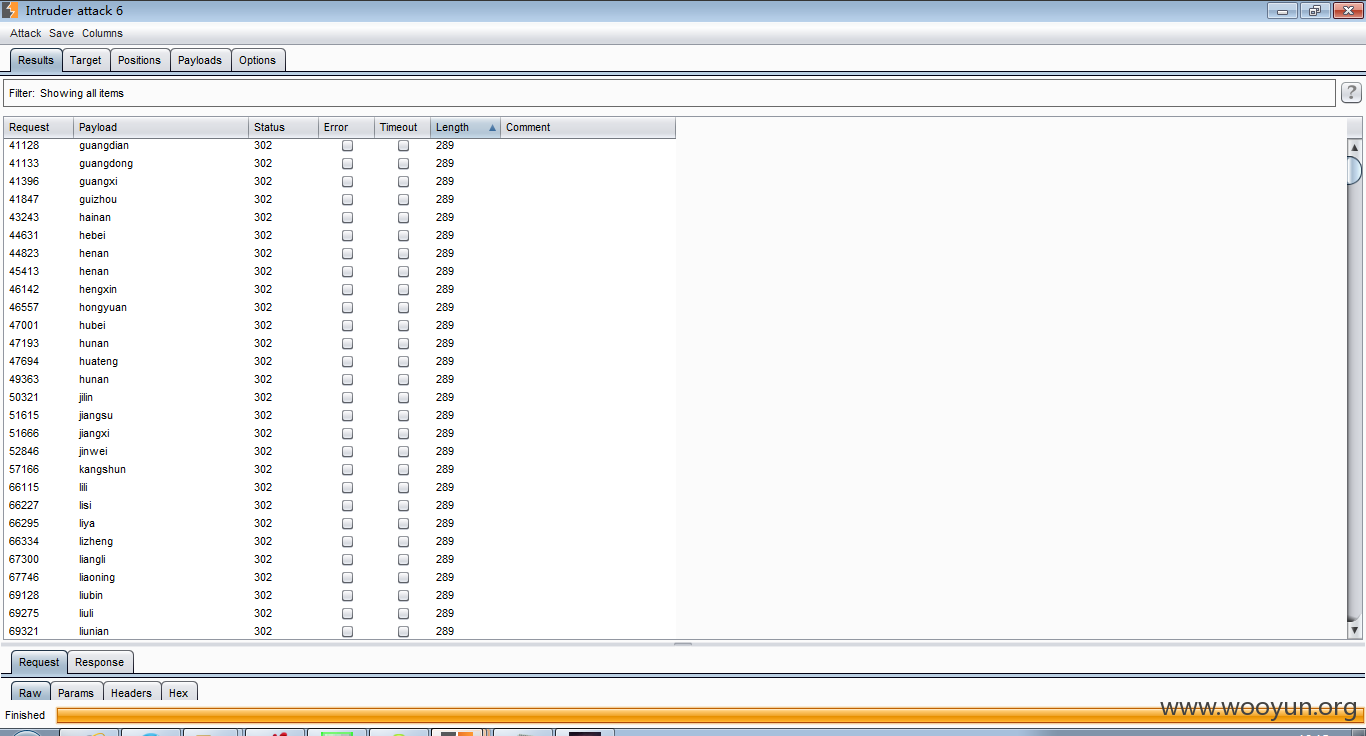 Intruder attack 6
Attack Save Columns
Results Target Positions Payloads Options
Filter: Showing all items ?
Request Payload Status Error Timeout Length Comment
41128 guangdian 302 289
41133 guangdong 302 289
41396 guangxi 302 289
41847 guizhou 302 289
43243 hainan 302 289
44631 hebei 302 289
44823 henan 302 289
45413 henan 302 289
46142 hengxin 302 289
46557 hongyuan 302 289
47001 hubei 302 289
47193 hunan 302 289
47694 huateng 302 289
49363 hunan 302 289
50321 jilin 302 289
51615 jiangsu 302 289
51666 jiangxi 302 289
52846 jinwei 302 289
57166 kangshun 302 289
66115 lili 302 289
66227 lisi 302 289
66295 liya 302 289
66334 lizheng 302 289
67300 liangli 302 289
67746 liaoning 302 289
69128 liubin 302 289
69275 liuli 302 289
69321 liunian 302 289
Request Response
Raw Params Headers Hex
Finished
www.wooyun.org